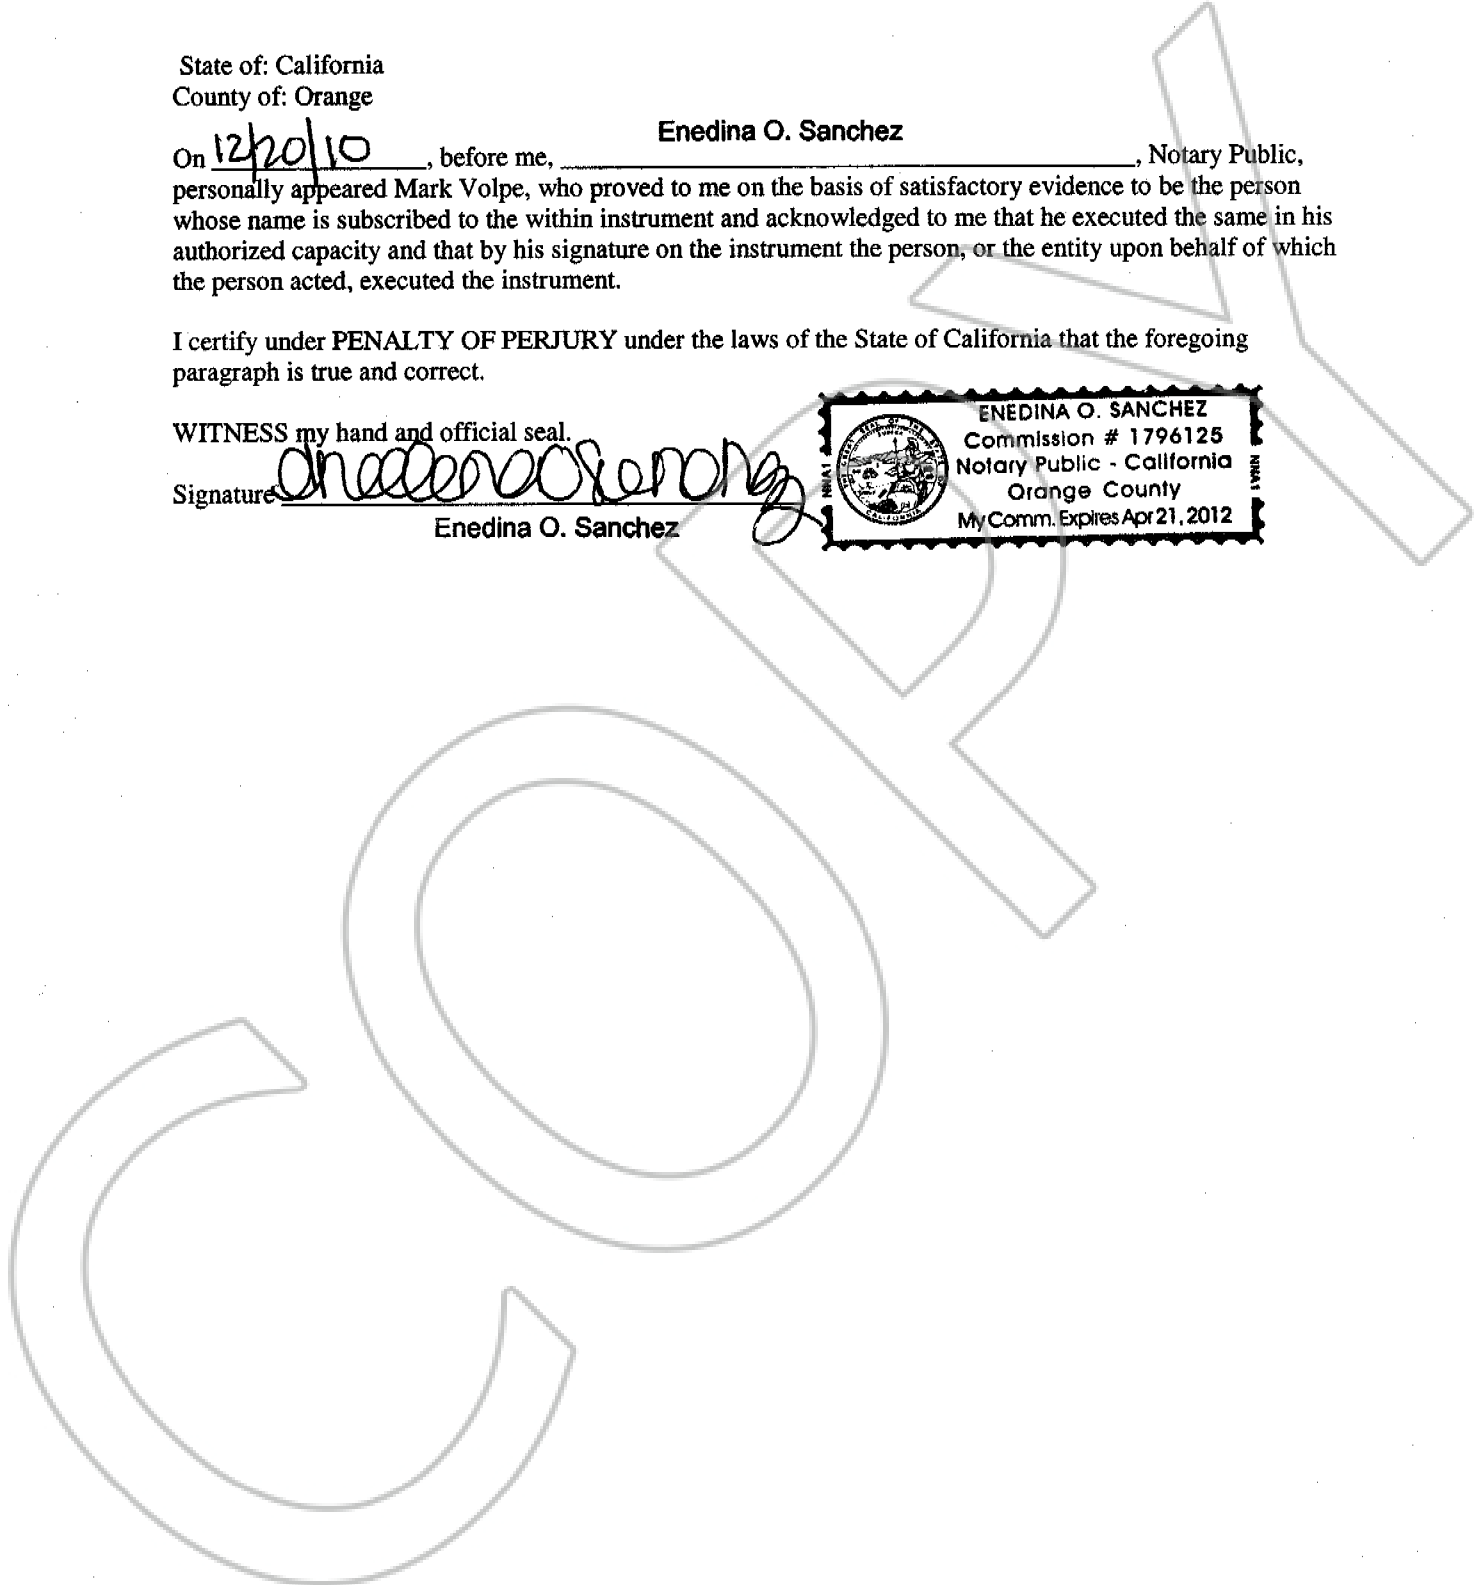 State of: California
County of: Orange
Enedina O. Sanchez
On 12/20/10, before me, , Notary Public,
personally appeared Mark Volpe, who proved to me on the basis of satisfactory evidence to be the person
whose name is subscribed to the within instrument and acknowledged to me that he executed the same in his
authorized capacity and that by his signature on the instrument the person, or the entity upon behalf of which
the person acted, executed the instrument.
I certify under PENALTY OF PERJURY under the laws of the State of California that the foregoing
paragraph is true and correct.
WITNESS my hand and official seal.
Signature
Enedina O. Sanchez
ENEDINA O. SANCHEZ
Commission # 1796125
Notary Public - California
Orange County
My Comm. Expires Apr 21, 2012
NNA1
NNA1
COPY